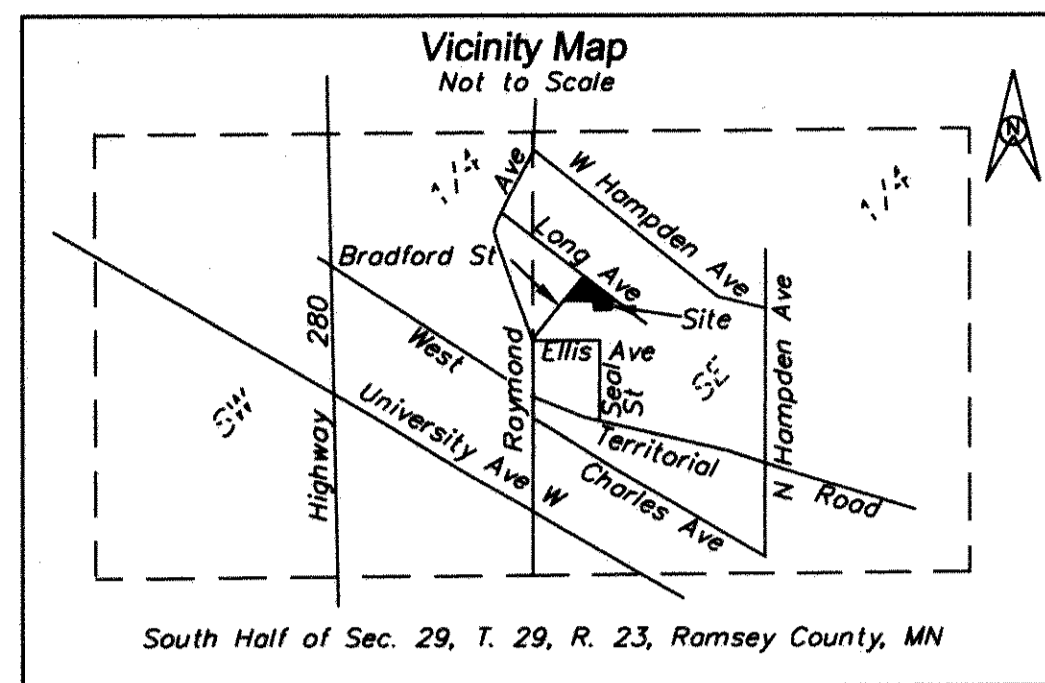 Vicinity Map
Not to Scale
N
1/4
Ave
W Hampden Ave
1/4
Long Ave
Bradford St
Site
N Hampden Ave
Highway 280
West
Raymond
Ellis Ave
Seal St
SE
SW
University Ave W
Territorial
Road
Charles Ave
South Half of Sec. 29, T. 29, R. 23, Ramsey County, MN